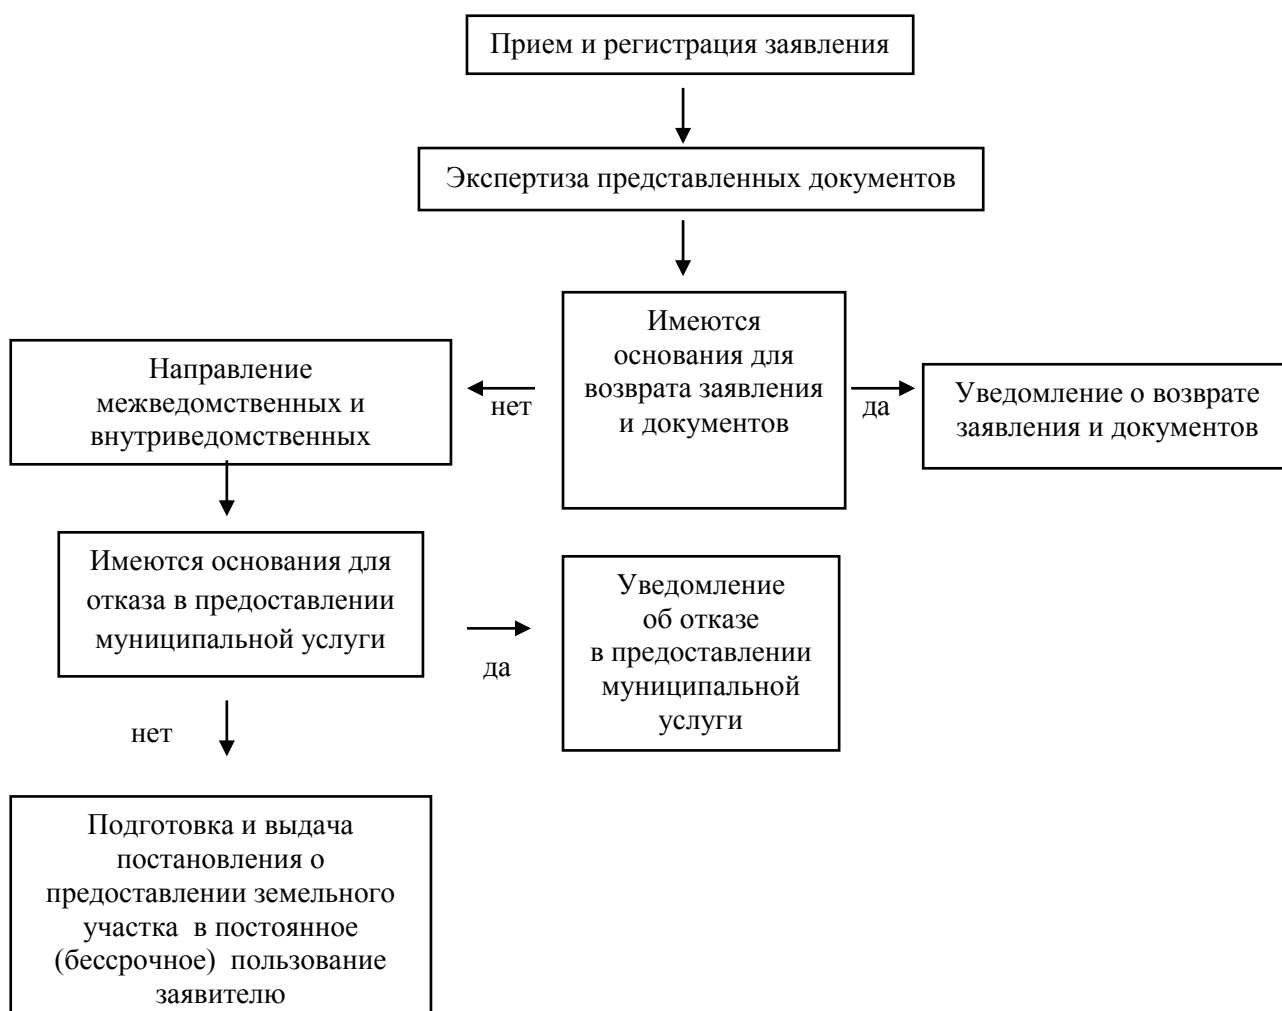 Прием и регистрация заявления
Экспертиза представленных документов
Имеются
основания для
возврата заявления
и документов
Направление
межведомственных и
внутриведомственных
нет
да
Уведомление о возврате
заявления и документов
Имеются основания для
отказа в предоставлении
муниципальной услуги
да
Уведомление
об отказе
в предоставлении
муниципальной
услуги
нет
Подготовка и выдача
постановления о
предоставлении земельного
участка в постоянное
(бессрочное) пользование
заявителю